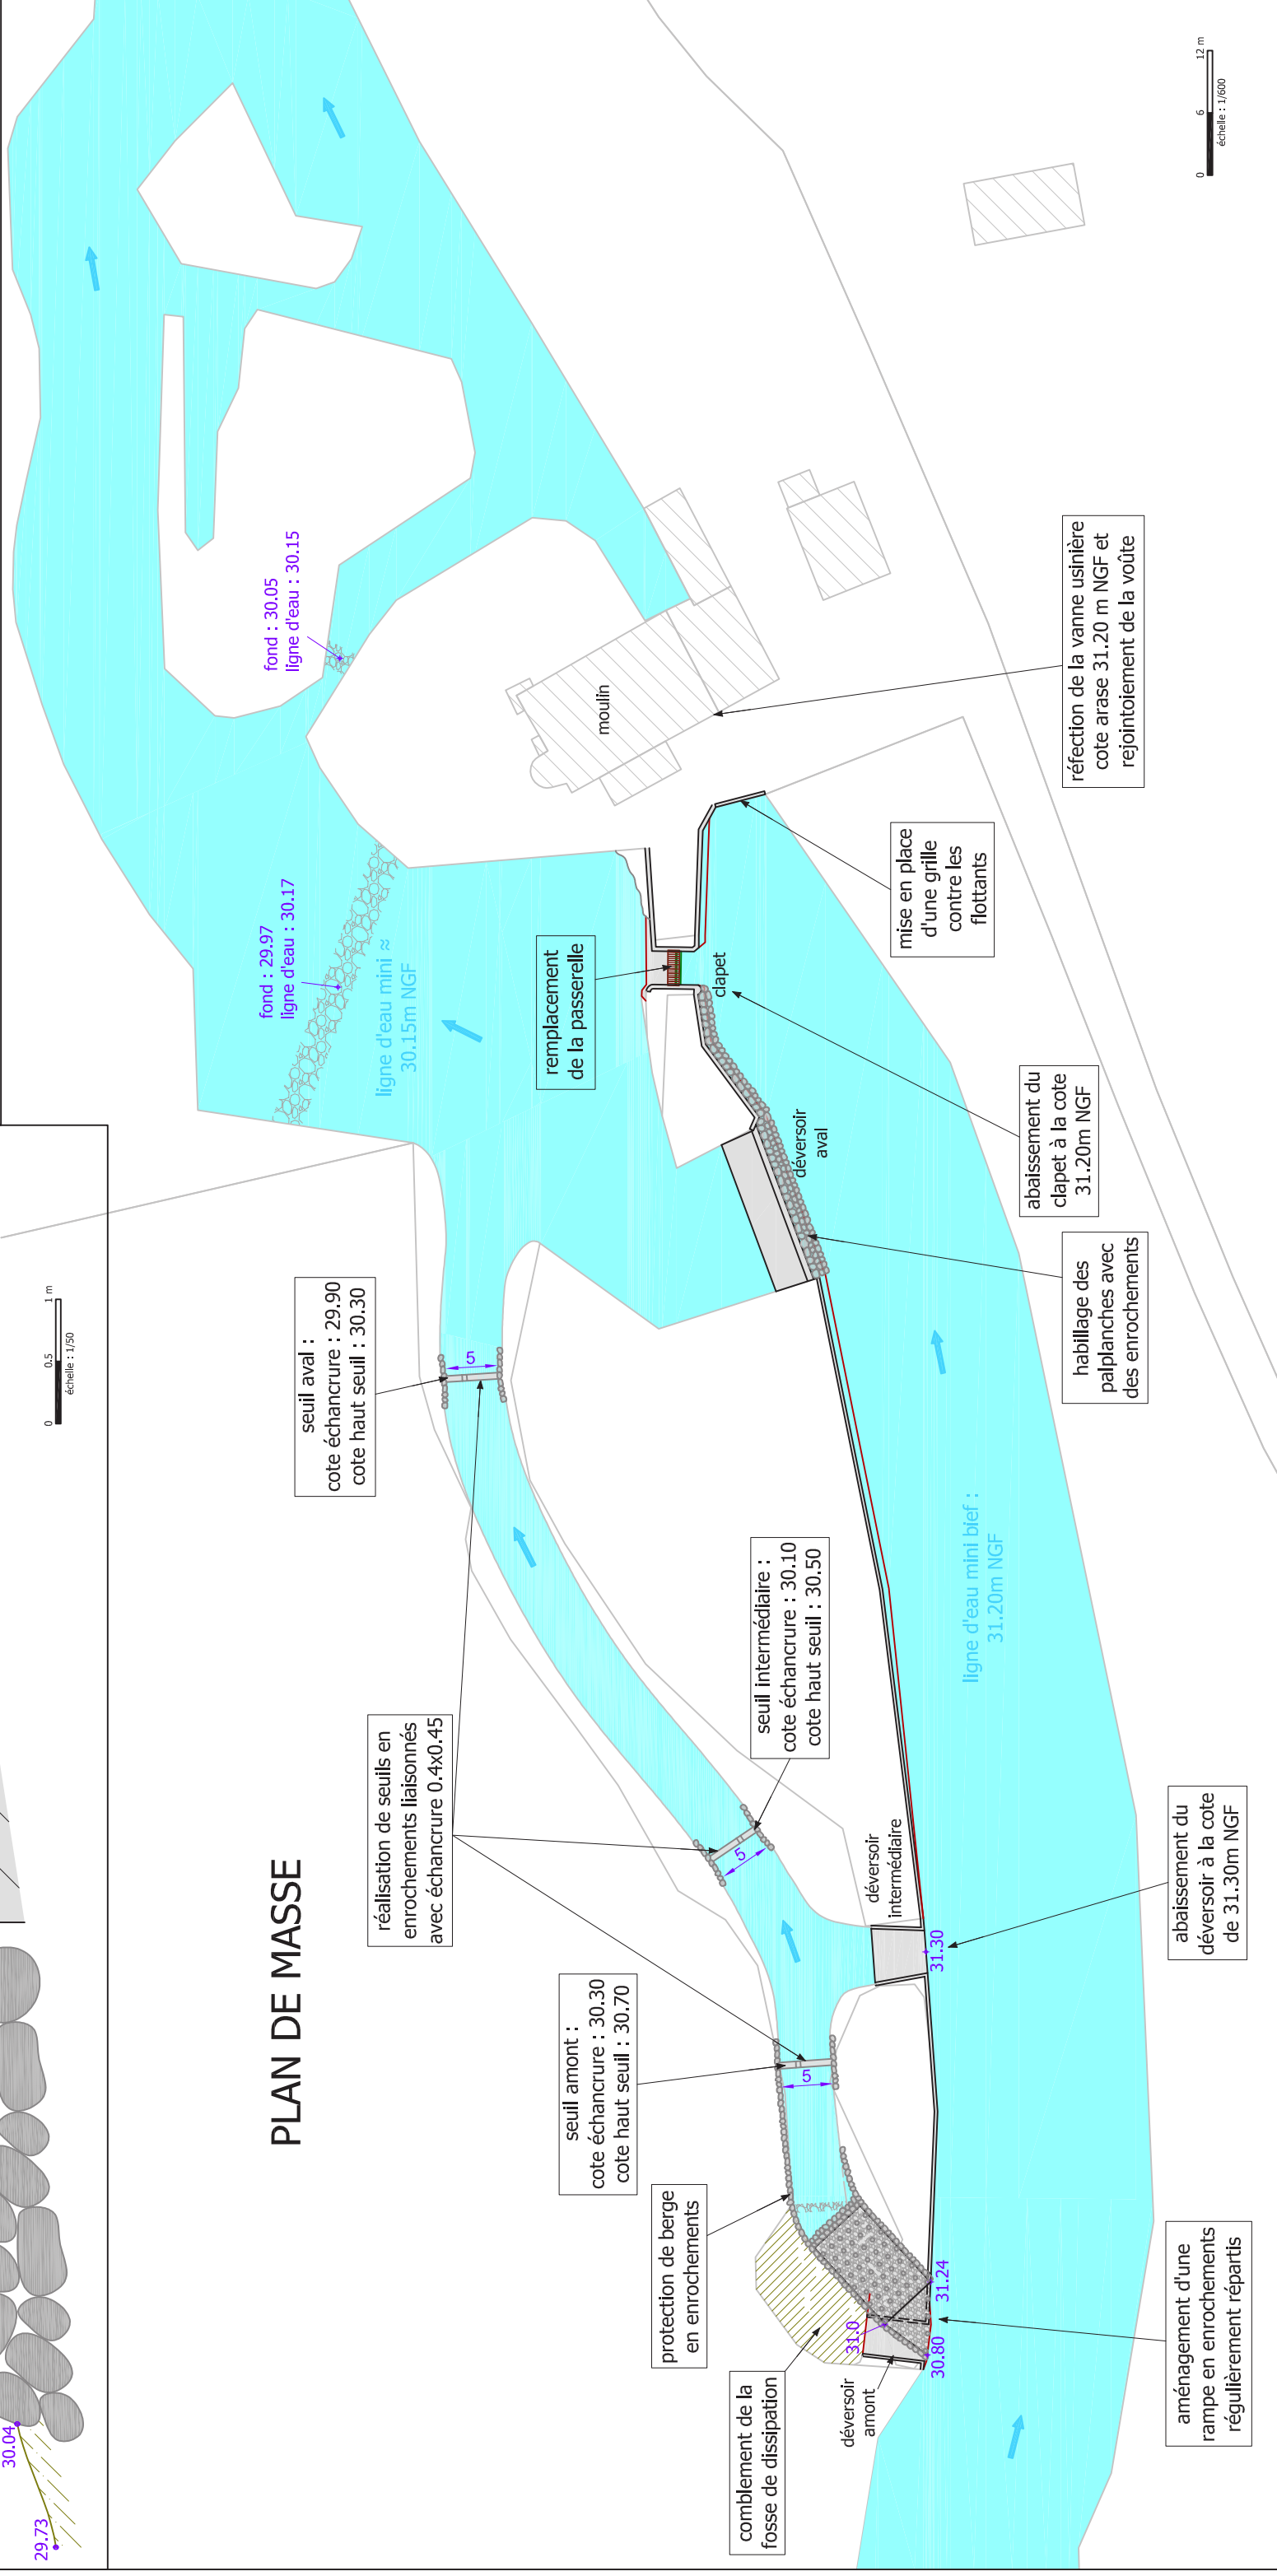 30.04
29.73
0 0.5 1 m
échelle : 1/50
PLAN DE MASSE
fond : 29.97
ligne d'eau : 30.17
fond : 30.05
ligne d'eau : 30.15
ligne d'eau mini ≈
30.15m NGF
seuil aval :
cote échancrure : 29.90
cote haut seuil : 30.30
5
réalisation de seuils en
enrochements liaisonnés
avec échancrure 0.4x0.45
remplacement
de la passerelle
moulin
seuil amont :
cote échancrure : 30.30
cote haut seuil : 30.70
5
seuil intermédiaire :
cote échancrure : 30.10
cote haut seuil : 30.50
5
protection de berge
en enrochements
comblement de la
fosse de dissipation
clapet
déversoir
aval
déversoir
intermédiaire
déversoir
amont
31.0
30.80
31.24
31.30
mise en place
d'une grille
contre les
flottants
ligne d'eau mini bief :
31.20m NGF
abaissement du
clapet à la cote
31.20m NGF
habillage des
palplanches avec
des enrochements
réfection de la vanne usinière
cote arase 31.20 m NGF et
rejointoiement de la voûte
aménagement d'une
rampe en enrochements
régulièrement répartis
abaissement du
déversoir à la cote
de 31.30m NGF
0 6 12 m
échelle : 1/600